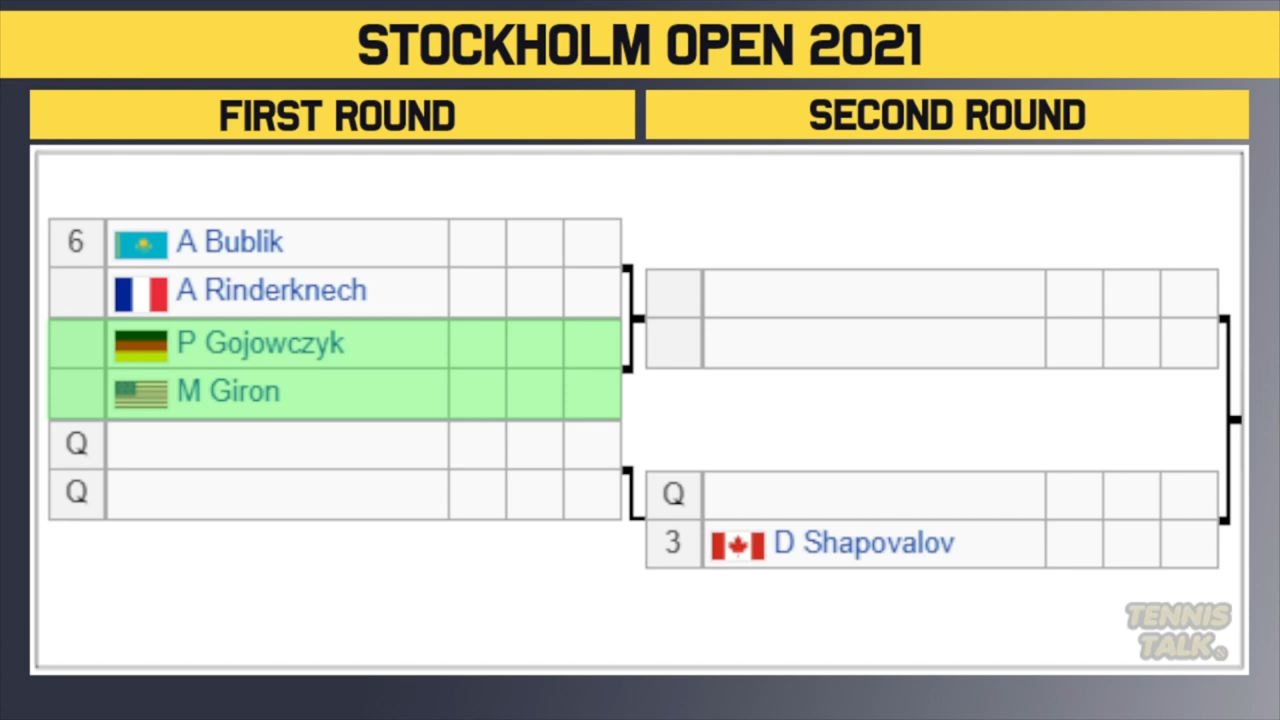 STOCKHOLM OPEN 2021
FIRST ROUND
SECOND ROUND
6 A Bublik
A Rinderknech
P Gojowczyk
M Giron
Q
Q
Q
3 D Shapovalov
TENNIS
TALK